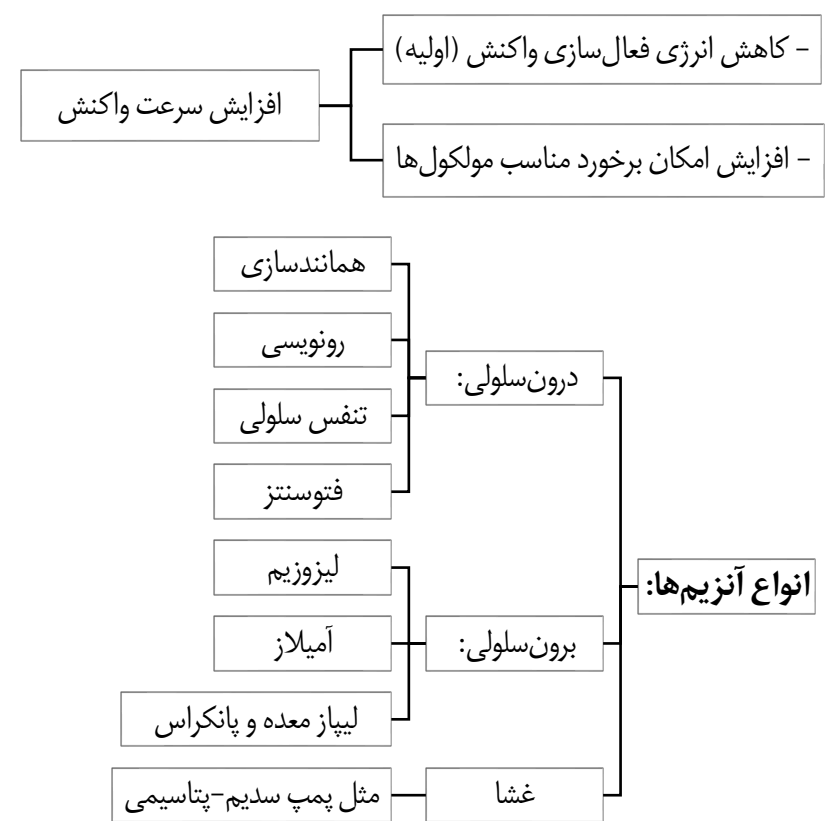 - کاهش انرژی فعال‌سازی واکنش (اولیه)
افزایش سرعت واکنش
- افزایش امکان برخورد مناسب مولکول‌ها
انواع آنزیم‌ها:
درون‌سلولی:
همانندسازی
رونویسی
تنفس سلولی
فتوسنتز
برون‌سلولی:
لیزوزیم
آمیلاز
لیپاز معده و پانکراس
غشا
مثل پمپ سدیم-پتاسیمی